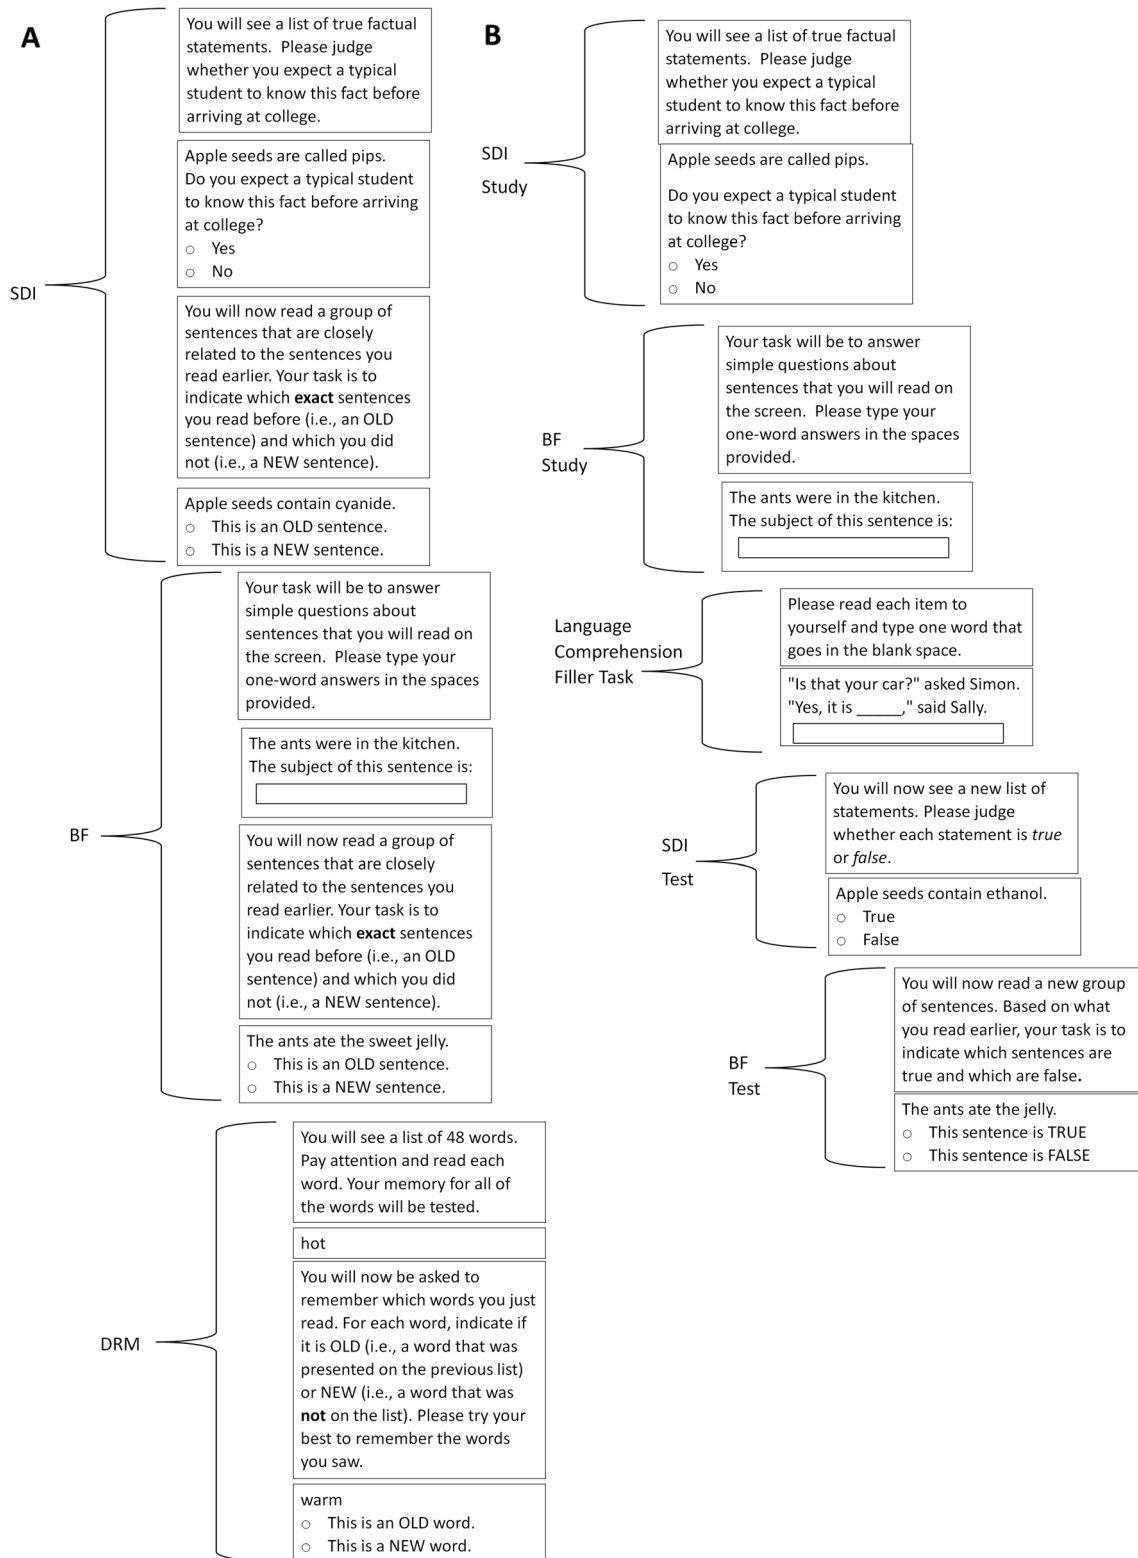 A
You will see a list of true factual
statements.  Please judge
whether you expect a typical
student to know this fact before
arriving at college.
Apple seeds are called pips.
Do you expect a typical student
to know this fact before arriving
at college?
○ Yes
○ No
SDI
You will now read a group of
sentences that are closely
related to the sentences you
read earlier. Your task is to
indicate which exact sentences
you read before (i.e., an OLD
sentence) and which you did
not (i.e., a NEW sentence).
Apple seeds contain cyanide.
○ This is an OLD sentence.
○ This is a NEW sentence.
Your task will be to answer
simple questions about
sentences that you will read on
the screen.  Please type your
one-word answers in the spaces
provided.
The ants were in the kitchen.
The subject of this sentence is:
BF
You will now read a group of
sentences that are closely
related to the sentences you
read earlier. Your task is to
indicate which exact sentences
you read before (i.e., an OLD
sentence) and which you did
not (i.e., a NEW sentence).
The ants ate the sweet jelly.
○ This is an OLD sentence.
○ This is a NEW sentence.
You will see a list of 48 words.
Pay attention and read each
word. Your memory for all of
the words will be tested.
hot
DRM
You will now be asked to
remember which words you just
read. For each word, indicate if
it is OLD (i.e., a word that was
presented on the previous list)
or NEW (i.e., a word that was
not on the list). Please try your
best to remember the words
you saw.
warm
○ This is an OLD word.
○ This is a NEW word.
B
You will see a list of true factual
statements.  Please judge
whether you expect a typical
student to know this fact before
arriving at college.
SDI
Study
Apple seeds are called pips.
Do you expect a typical student
to know this fact before arriving
at college?
○ Yes
○ No
Your task will be to answer
simple questions about
sentences that you will read on
the screen.  Please type your
one-word answers in the spaces
provided.
BF
Study
The ants were in the kitchen.
The subject of this sentence is:
Language
Comprehension
Filler Task
Please read each item to
yourself and type one word that
goes in the blank space.
"Is that your car?" asked Simon.
"Yes, it is _____," said Sally.
SDI
Test
You will now see a new list of
statements. Please judge
whether each statement is true
or false.
Apple seeds contain ethanol.
○ True
○ False
BF
Test
You will now read a new group
of sentences. Based on what
you read earlier, your task is to
indicate which sentences are
true and which are false.
The ants ate the jelly.
○ This sentence is TRUE
○ This sentence is FALSE